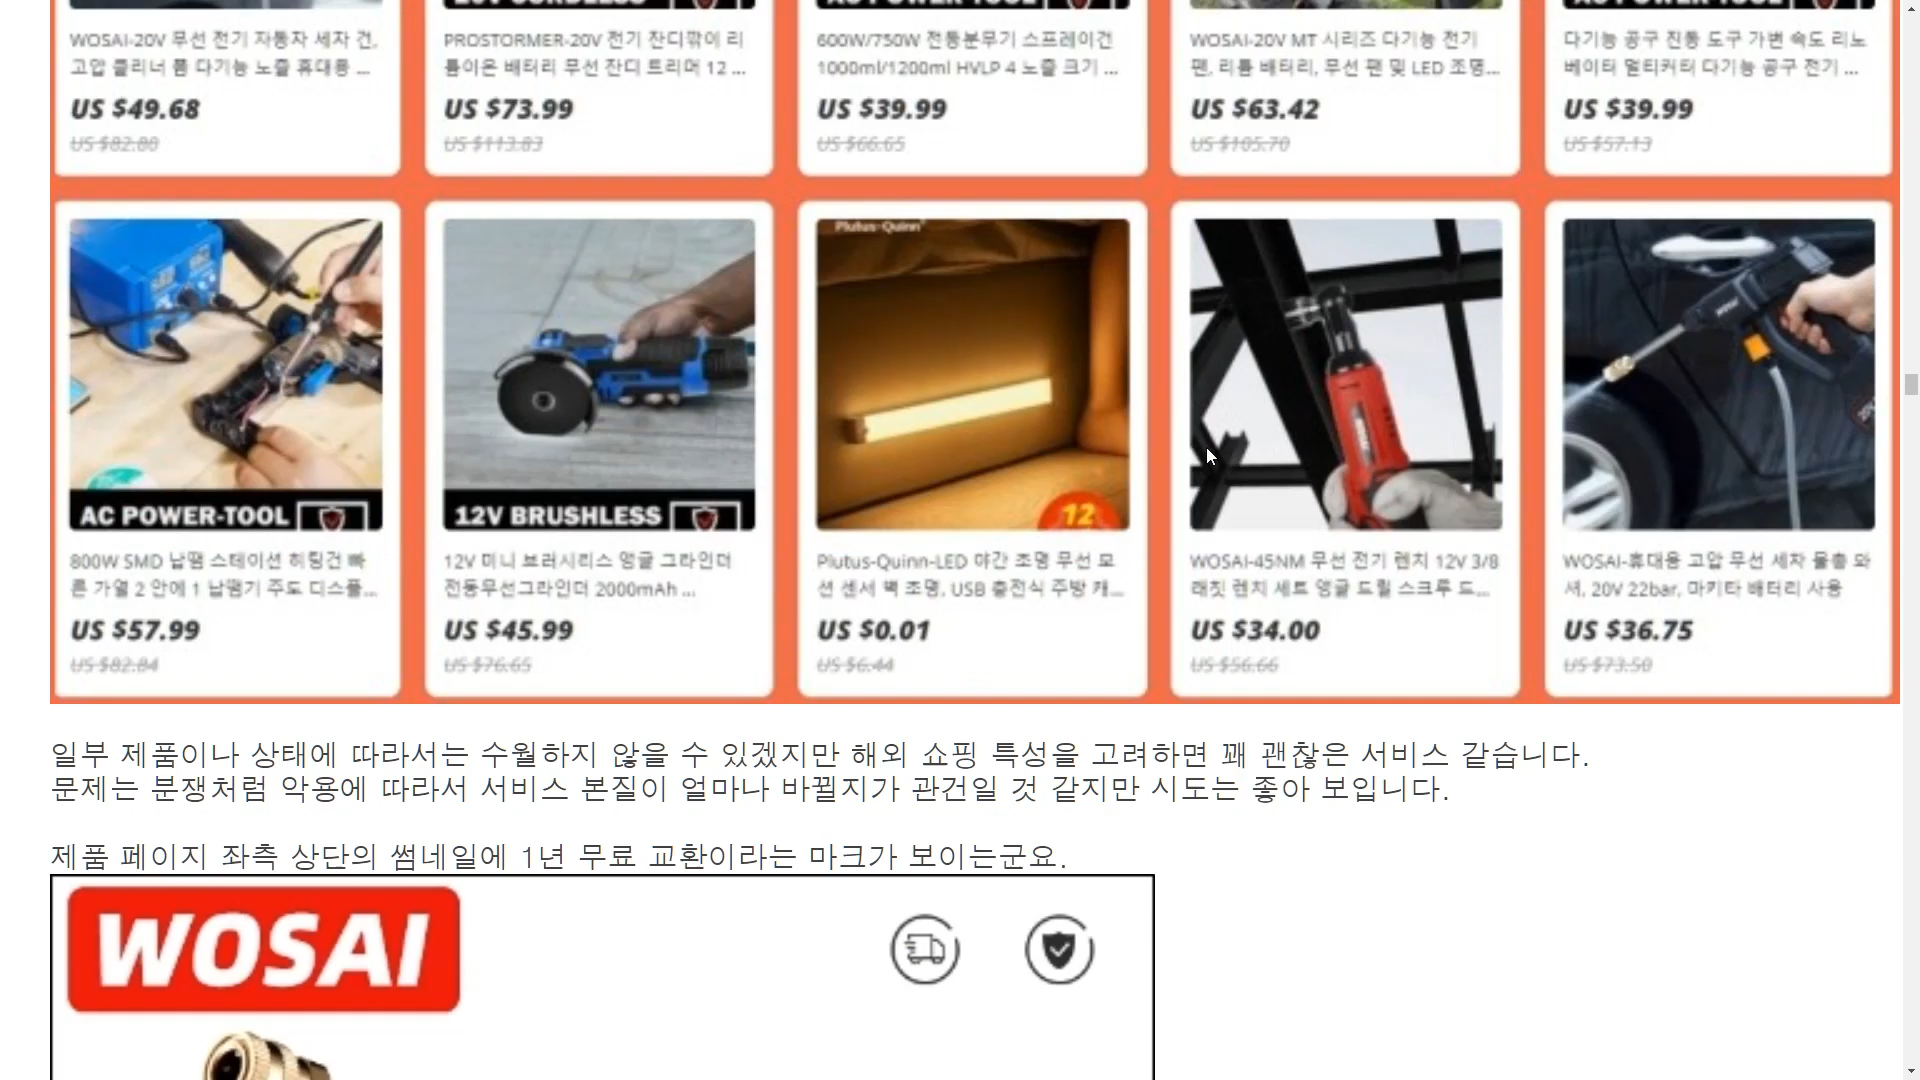 WOSAI-20V 무선 전기 자동차 세차 건,
고압 클리너 폼 다기능 노즐 휴대용 ...
US $49.68
US $82.80
PROSTORMER-20V 전기 잔디깎이 리
튬이온 배터리 무선 잔디 트리머 12 ...
US $73.99
US $113.83
600W/750W 전동분무기 스프레이건
1000ml/1200ml HVLP 4 노즐 크기 ...
US $39.99
US $66.65
WOSAI-20V MT 시리즈 다기능 전기
팬, 리튬 배터리, 무선 팬 및 LED 조명...
US $63.42
US $105.70
다기능 공구 진동 도구 가변 속도 리노
베이터 멀티커터 다기능 공구 전기 ...
US $39.99
US $57.13
AC POWER-TOOL
800W SMD 납땜 스테이션 히팅건 빠
른 가열 2 안에 1 납땜기 주도 디스플...
US $57.99
US $82.84
12V BRUSHLESS
12V 미니 브러시리스 앵글 그라인더
전동무선그라인더 2000mAh ...
US $45.99
US $76.65
Plutus-Quinn
12
Plutus-Quinn-LED 야간 조명 무선 모
션 센서 벽 조명, USB 충전식 주방 캐...
US $0.01
US $6.44
WOSAI-45NM 무선 전기 렌치 12V 3/8
래칫 렌치 세트 앵글 드릴 스크루 드...
US $34.00
US $56.66
WOSAI-휴대용 고압 무선 세차 물총 와
셔, 20V 22bar, 마키타 배터리 사용
US $36.75
US $73.50
일부 제품이나 상태에 따라서는 수월하지 않을 수 있겠지만 해외 쇼핑 특성을 고려하면 꽤 괜찮은 서비스 같습니다.
문제는 분쟁처럼 악용에 따라서 서비스 본질이 얼마나 바뀔지가 관건일 것 같지만 시도는 좋아 보입니다.
제품 페이지 좌측 상단의 썸네일에 1년 무료 교환이라는 마크가 보이는군요.
WOSAI